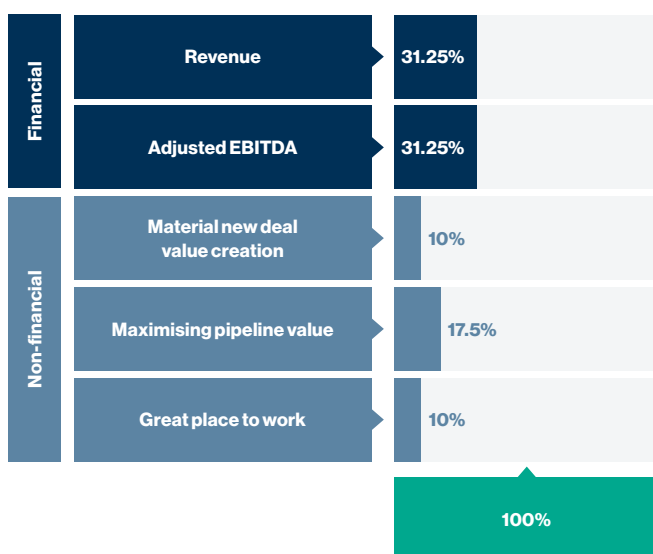 Financial
Revenue
31.25%
Adjusted EBITDA
31.25%
Non-financial
Material new deal
value creation
10%
Maximising pipeline value
17.5%
Great place to work
10%
100%